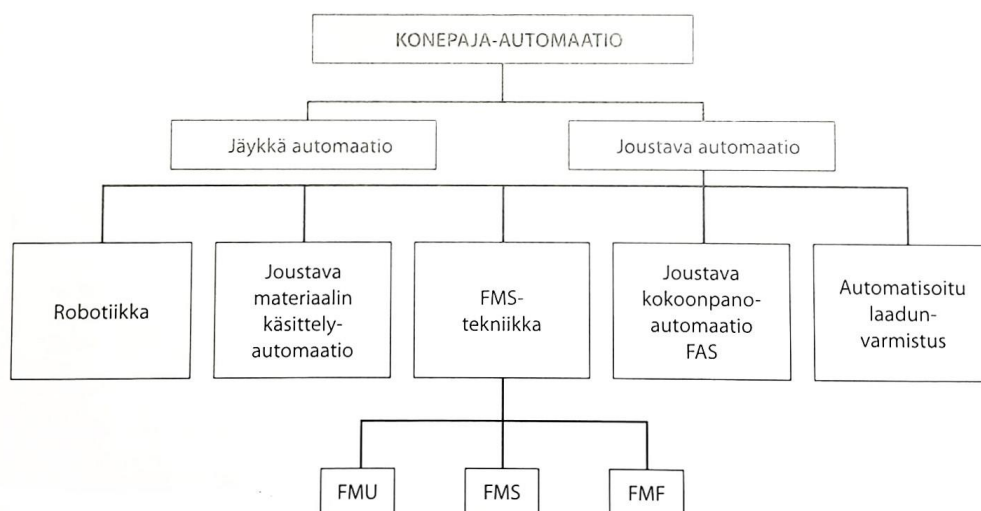 KONEPAJA-AUTOMAATIO
Jäykkä automaatio
Joustava automaatio
Robotiikka
Joustava
materiaalin
käsittely-
automaatio
FMS-
tekniikka
Joustava
kokoonpano-
automaatio
FAS
Automatisoitu
laadun-
varmistus
FMU
FMS
FMF